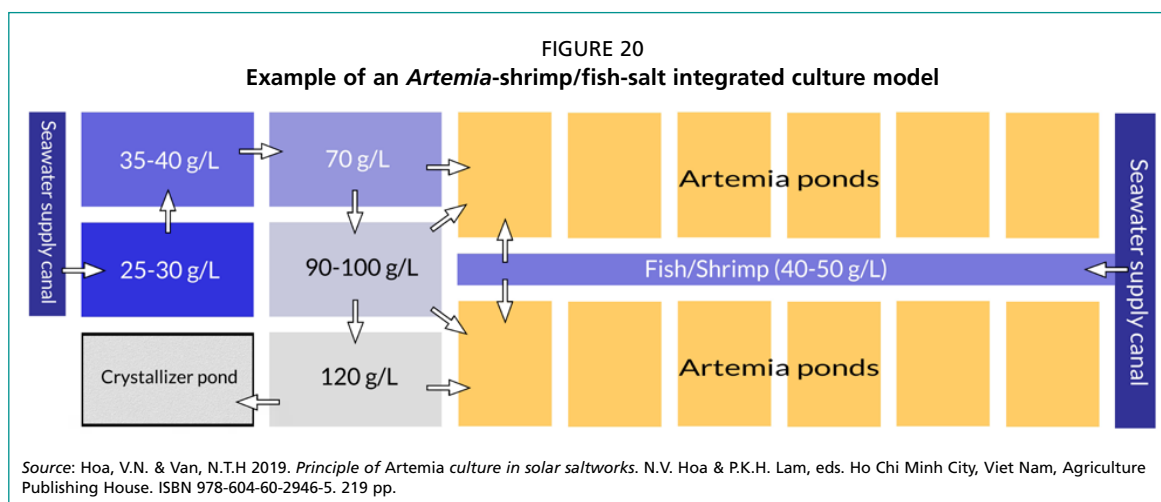 FIGURE 20
Example of an Artemia-shrimp/fish-salt integrated culture model
Seawater supply canal
35-40 g/L
70 g/L
25-30 g/L
90-100 g/L
Crystallizer pond
120 g/L
Artemia ponds
Fish/Shrimp (40-50 g/L)
Artemia ponds
Seawater supply canal
Source: Hoa, V.N. & Van, N.T.H 2019. Principle of Artemia culture in solar saltworks. N.V. Hoa & P.K.H. Lam, eds. Ho Chi Minh City, Viet Nam, Agriculture
Publishing House. ISBN 978-604-60-2946-5. 219 pp.